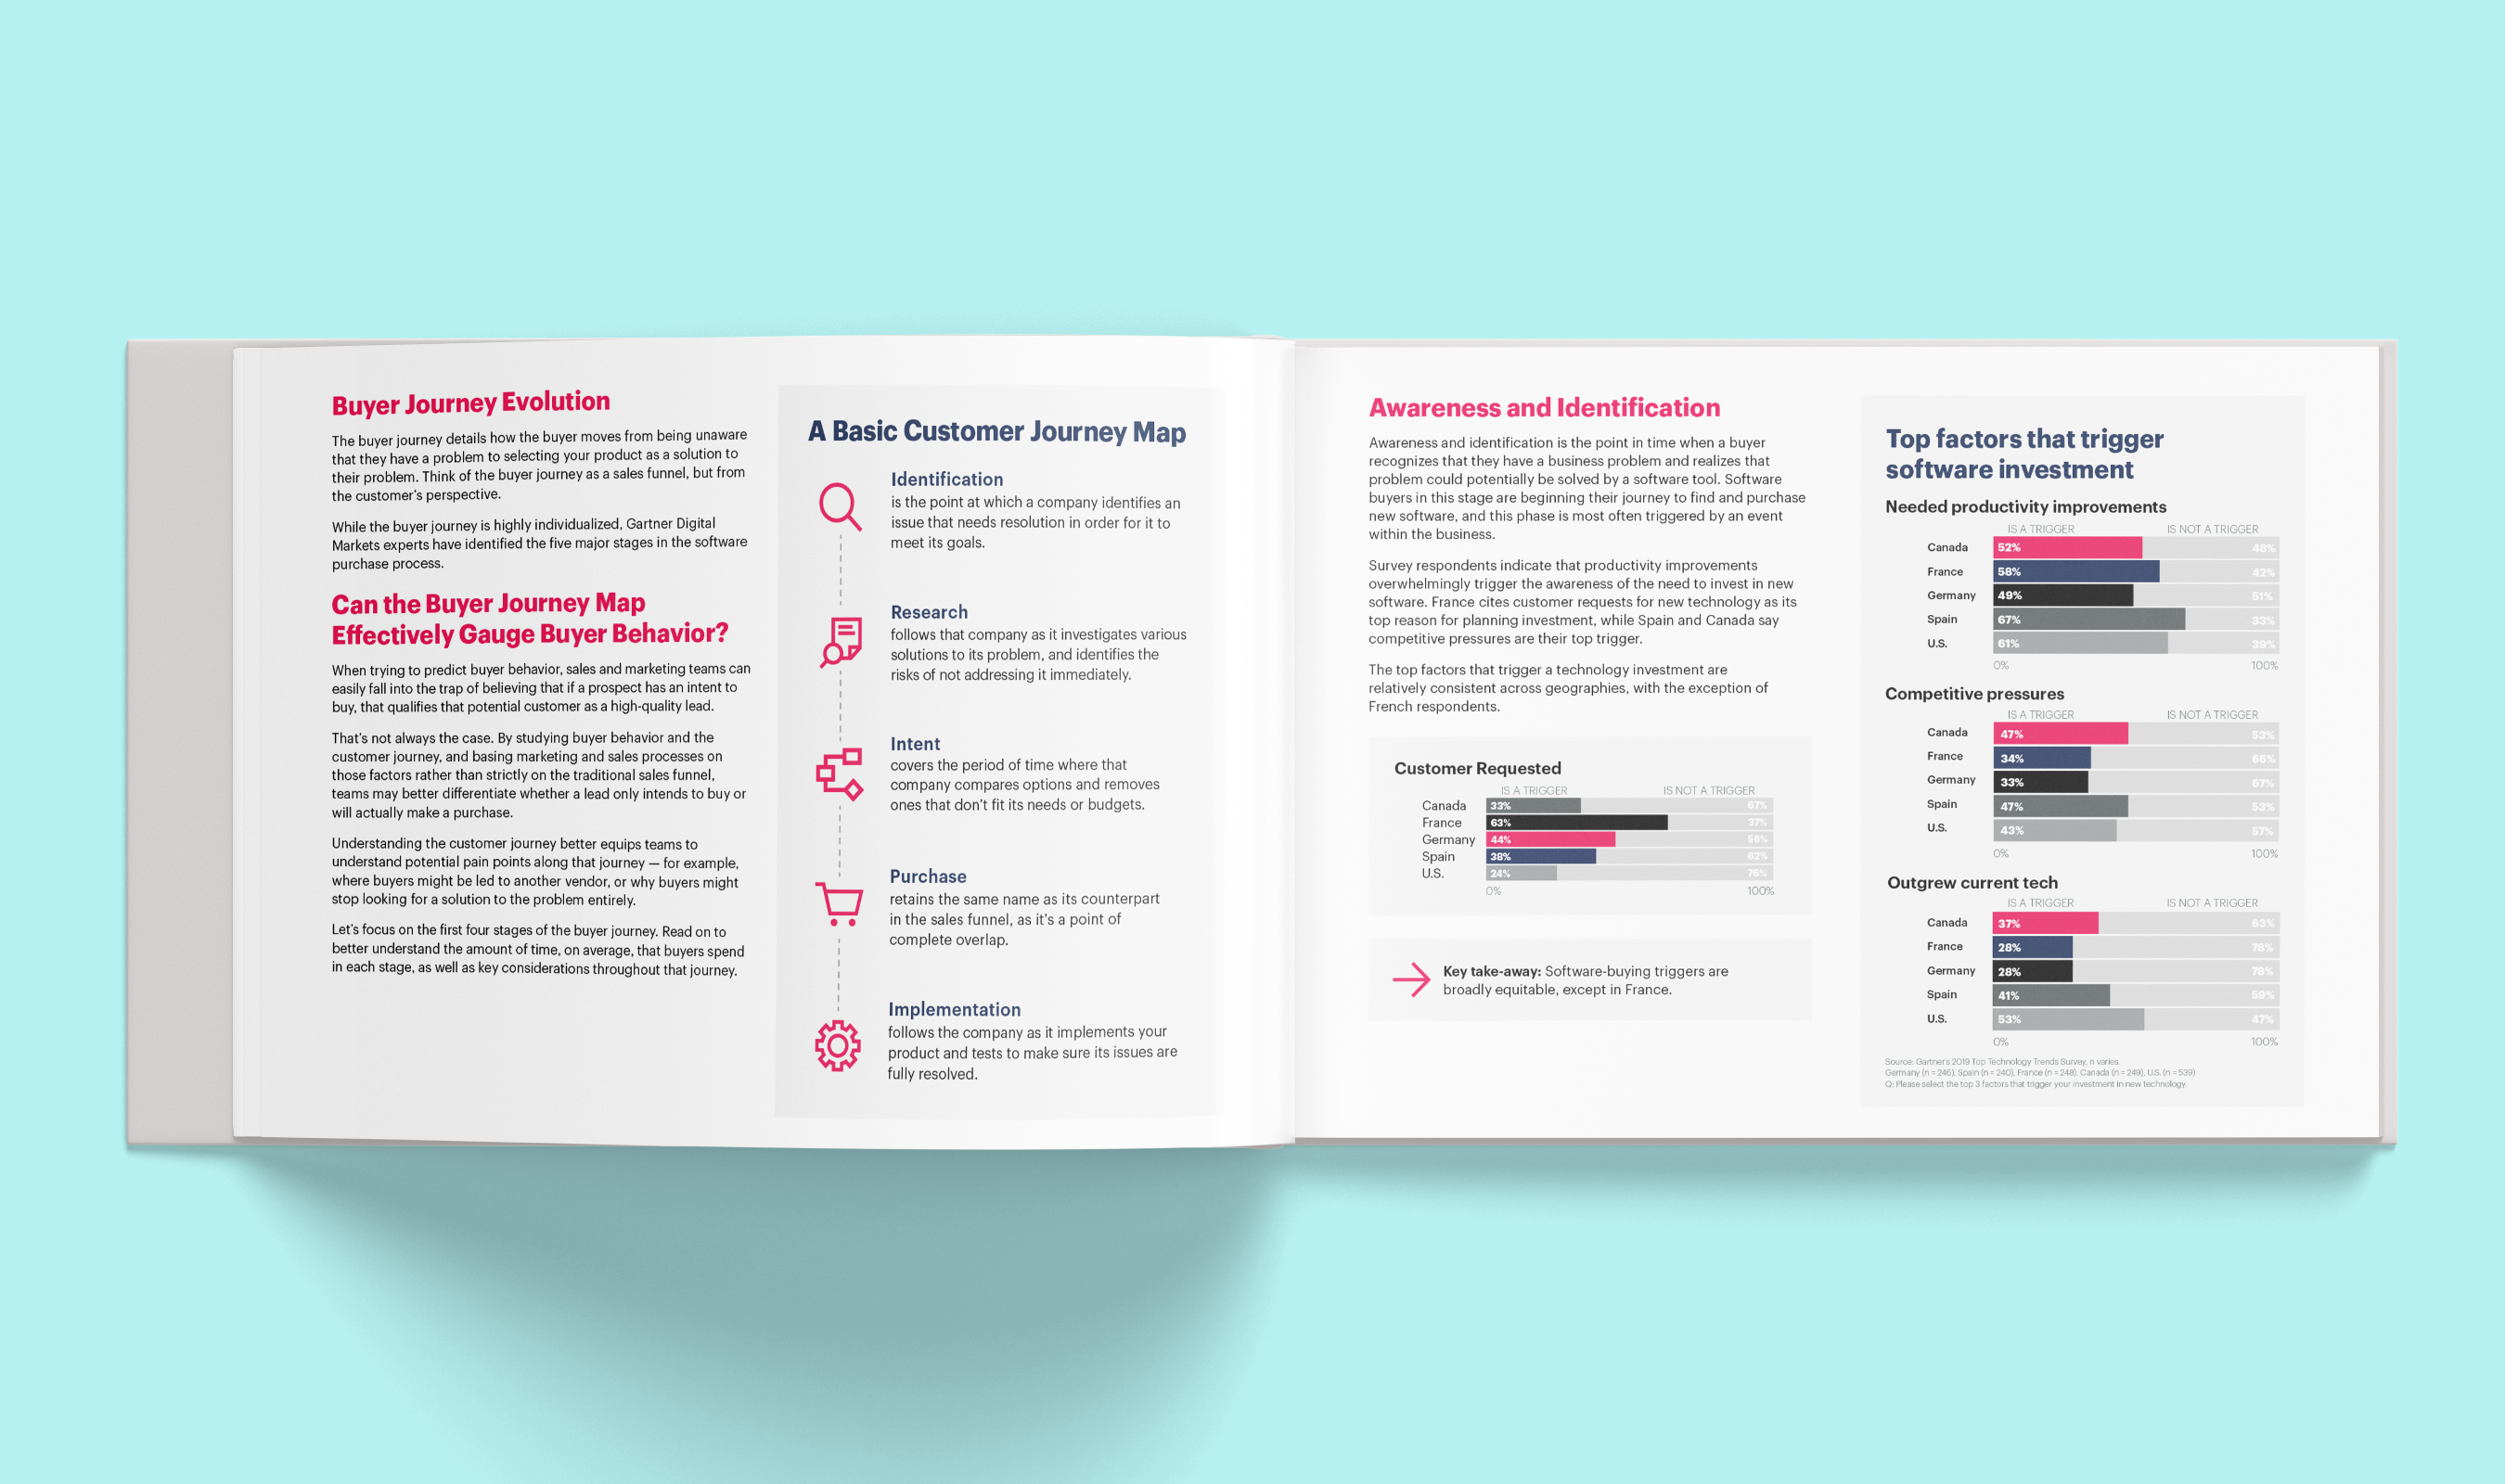 Buyer Journey Evolution
The buyer journey details how the buyer moves from being unaware
that they have a problem to selecting your product as a solution to
their problem. Think of the buyer journey as a sales funnel, but from
the customer's perspective.
While the buyer journey is highly individualized, Gartner Digital
Markets experts have identified the five major stages in the software
purchase process.
Can the Buyer Journey Map
Effectively Gauge Buyer Behavior?
When trying to predict buyer behavior, sales and marketing teams can
easily fall into the trap of believing that if a prospect has an intent to
buy, that qualifies that potential customer as a high-quality lead.
That's not always the case. By studying buyer behavior and the
customer journey, and basing marketing and sales processes on
those factors rather than strictly on the traditional sales funnel,
teams may better differentiate whether a lead only intends to buy or
will actually make a purchase.
Understanding the customer journey better equips teams to
understand potential pain points along that journey — for example,
where buyers might be led to another vendor, or why buyers might
stop looking for a solution to the problem entirely.
Let's focus on the first four stages of the buyer journey. Read on to
better understand the amount of time, on average, that buyers spend
in each stage, as well as key considerations throughout that journey.
A Basic Customer Journey Map
Identification
is the point at which a company identifies an
issue that needs resolution in order for it to
meet its goals.
Research
follows that company as it investigates various
solutions to its problem, and identifies the
risks of not addressing it immediately.
Intent
covers the period of time where that
company compares options and removes
ones that don't fit its needs or budgets.
Purchase
retains the same name as its counterpart
in the sales funnel, as it's a point of
complete overlap.
Implementation
follows the company as it implements your
product and tests to make sure its issues are
fully resolved.
Awareness and Identification
Awareness and identification is the point in time when a buyer
recognizes that they have a business problem and realizes that
problem could potentially be solved by a software tool. Software
buyers in this stage are beginning their journey to find and purchase
new software, and this phase is most often triggered by an event
within the business.
Survey respondents indicate that productivity improvements
overwhelmingly trigger the awareness of the need to invest in new
software. France cites customer requests for new technology as its
top reason for planning investment, while Spain and Canada say
competitive pressures are their top trigger.
The top factors that trigger a technology investment are
relatively consistent across geographies, with the exception of
French respondents.
Customer Requested
IS A TRIGGER IS NOT A TRIGGER
Canada 33% 67%
France 63% 37%
Germany 44% 56%
Spain 38% 62%
U.S. 24% 76%
0% 100%
Key take-away: Software-buying triggers are
broadly equitable, except in France.
Top factors that trigger
software investment
Needed productivity improvements
IS A TRIGGER IS NOT A TRIGGER
Canada 52% 48%
France 58% 42%
Germany 49% 51%
Spain 67% 33%
U.S. 61% 39%
0% 100%
Competitive pressures
IS A TRIGGER IS NOT A TRIGGER
Canada 47% 53%
France 34% 66%
Germany 33% 67%
Spain 47% 53%
U.S. 43% 57%
0% 100%
Outgrew current tech
IS A TRIGGER IS NOT A TRIGGER
Canada 37% 63%
France 28% 78%
Germany 28% 78%
Spain 41% 59%
U.S. 53% 47%
0% 100%
Source: Gartner's 2019 Top Technology Trends Survey, n varies.
Germany (n = 246), Spain (n = 240), France (n = 248), Canada (n = 249), U.S. (n = 539)
Q: Please select the top 3 factors that trigger your investment in new technology.